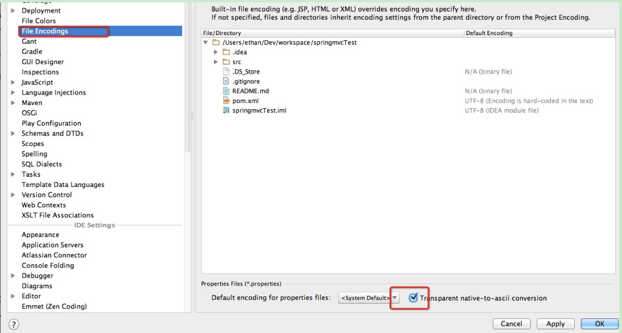 Deployment
File Colors
File Encodings
Gant
Gradle
GUI Designer
Inspections
JavaScript
Language Injections
Maven
OSGi
Play Configuration
Schemas and DTDs
Scopes
Spelling
SQL Dialects
Tasks
Template Data Languages
Version Control
Web Contexts
XSLT File Associations
IDE Settings
Appearance
Application Servers
Atlassian Connector
Console Folding
Debugger
Diagrams
Editor
Emmet (Zen Coding)
Built-in file encoding (e.g. JSP, HTML or XML) overrides encoding you specify here.
If not specified, files and directories inherit encoding settings from the parent directory or from the Project Encoding.
File/Directory Default Encoding
/Users/ethan/Dev/workspace/springmvcTest
.idea
src
.DS_Store N/A (binary file)
.gitignore
README.md N/A (binary file)
pom.xml UTF-8 (Encoding is hard-coded in the text)
springmvcTest.iml UTF-8 (IDEA module file)
Properties Files (*.properties)
Default encoding for properties files: <System Default> Transparent native-to-ascii conversion
? Cancel Apply OK